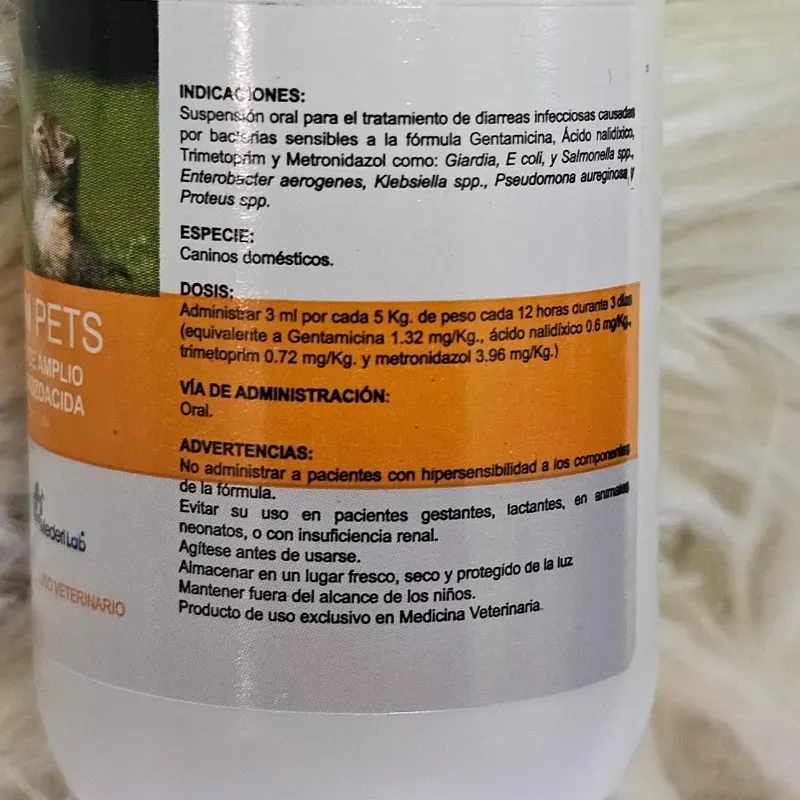 INDICACIONES:
Suspensión oral para el tratamiento de diarreas infecciosas causadas
por bacterias sensibles a la fórmula Gentamicina, Ácido nalidíxico,
Trimetoprim y Metronidazol como: Giardia, E coli, y Salmonella spp.,
Enterobacter aerogenes, Klebsiella spp., Pseudomona aureginosa y
Proteus spp.
ESPECIE:
Caninos domésticos.
DOSIS:
Administrar 3 ml por cada 5 Kg. de peso cada 12 horas durante 3 dias
(equivalente a Gentamicina 1.32 mg/Kg., ácido nalidíxico 0.6 mg/Kg.,
trimetoprim 0.72 mg/Kg. y metronidazol 3.96 mg/Kg.)
VÍA DE ADMINISTRACIÓN:
Oral.
ADVERTENCIAS:
No administrar a pacientes con hipersensibilidad a los componentes
de la fórmula.
Evitar su uso en pacientes gestantes, lactantes, en animales
neonatos, o con insuficiencia renal.
Agítese antes de usarse.
Almacenar en un lugar fresco, seco y protegido de la luz
Mantener fuera del alcance de los niños.
Producto de uso exclusivo en Medicina Veterinaria.
PETS
AMPLIO
Lab
VETERINARIO